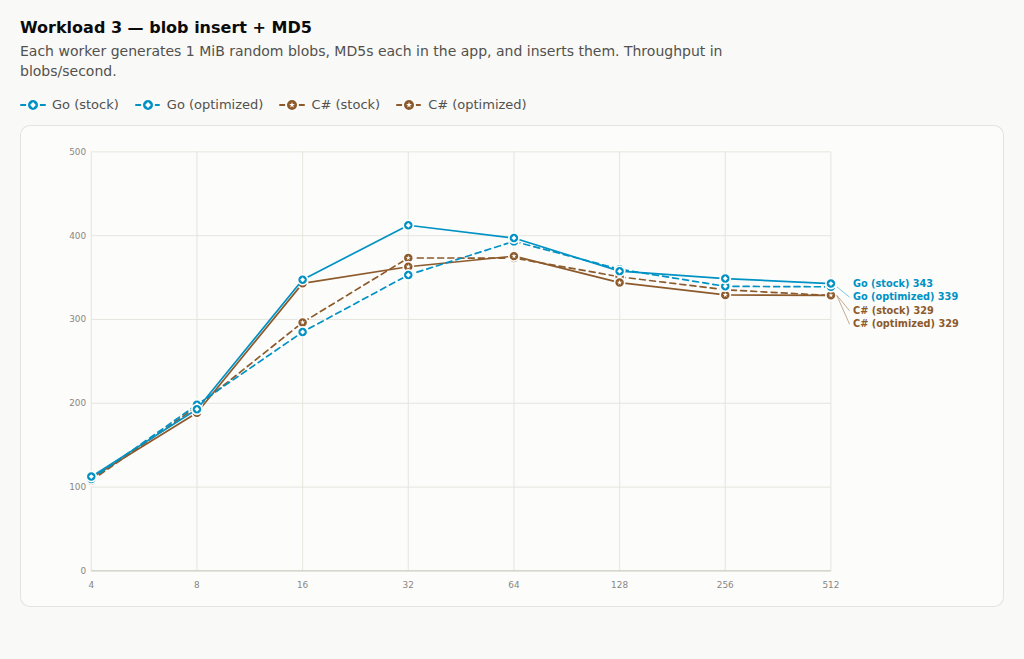 Workload 3 — blob insert + MD5
Each worker generates 1 MiB random blobs, MD5s each in the app, and inserts them. Throughput in
blobs/second.
Go (stock) Go (optimized) C# (stock) C# (optimized)
500
400
300
200
100
0
Go (stock) 343
Go (optimized) 339
C# (stock) 329
C# (optimized) 329
4 8 16 32 64 128 256 512